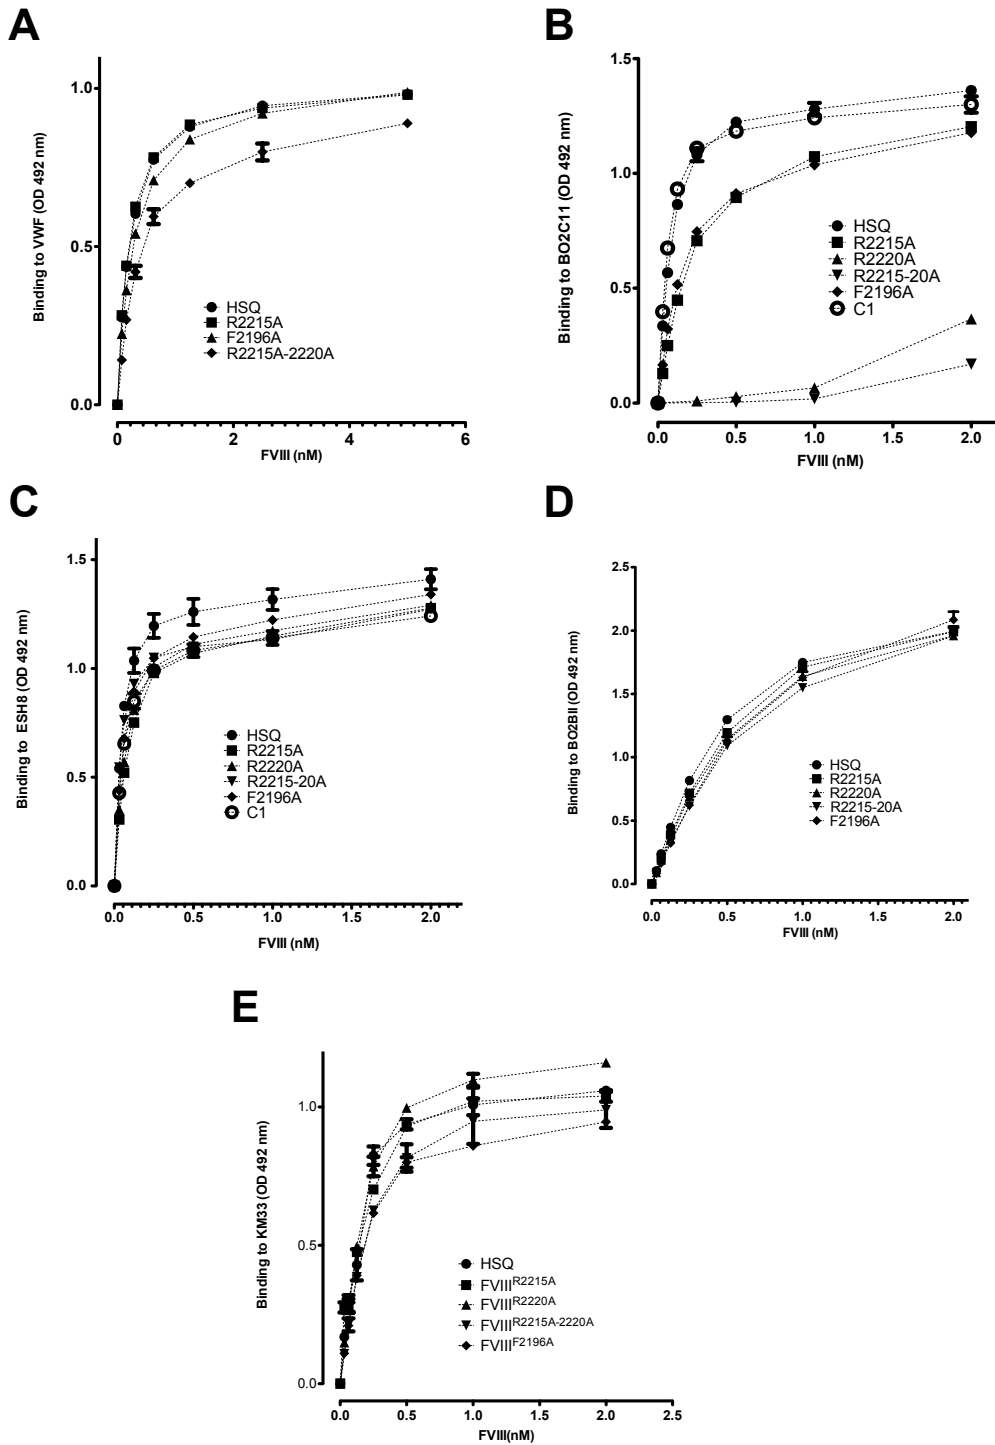 A
Binding to VWF (OD 492 nm)
1.0
0.5
0.0
0
2
4
6
FVIII (nM)
HSQ
R2215A
F2196A
R2215A-2220A
B
Binding to BO2C11 (OD 492 nm)
1.5
1.0
0.5
0.0
0.0
0.5
1.0
1.5
2.0
FVIII (nM)
HSQ
R2215A
R2220A
R2215-20A
F2196A
C1
C
Binding to ESH8 (OD 492 nm)
1.5
1.0
0.5
0.0
0.0
0.5
1.0
1.5
2.0
FVIII (nM)
HSQ
R2215A
R2220A
R2215-20A
F2196A
C1
D
Binding to BO2BII (OD 492 nm)
2.5
2.0
1.5
1.0
0.5
0.0
0.0
0.5
1.0
1.5
2.0
FVIII (nM)
HSQ
R2215A
R2220A
R2215-20A
F2196A
E
Binding to KM33 (OD 492 nm)
1.0
0.5
0.0
0.0
0.5
1.0
1.5
2.0
2.5
FVIII(nM)
HSQ
FVIII^R2215A
FVIII^R2220A
FVIII^R2215A-2220A
FVIII^F2196A